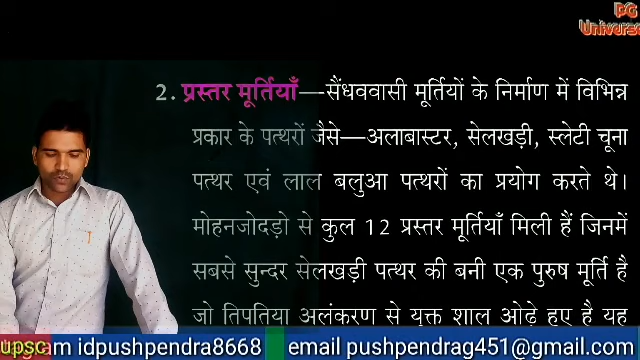 PG
Universe
2. प्रस्तर मूर्तियाँ—-सैंधववासी मूर्तियों के निर्माण में विभिन्न
प्रकार के पत्थरों जैसे—अलाबास्टर, सेलखड़ी, स्लेटी चूना
पत्थर एवं लाल बलुआ पत्थरों का प्रयोग करते थे।
मोहनजोदड़ो से कुल 12 प्रस्तर मूर्तियाँ मिली हैं जिनमें
सबसे सुन्दर सेलखड़ी पत्थर की बनी एक पुरुष मूर्ति है
जो तिपतिया अलंकरण से युक्त शाल ओढ़े हुए है यह
upsc am idpushpendra8668 email pushpendrag451@gmail.com